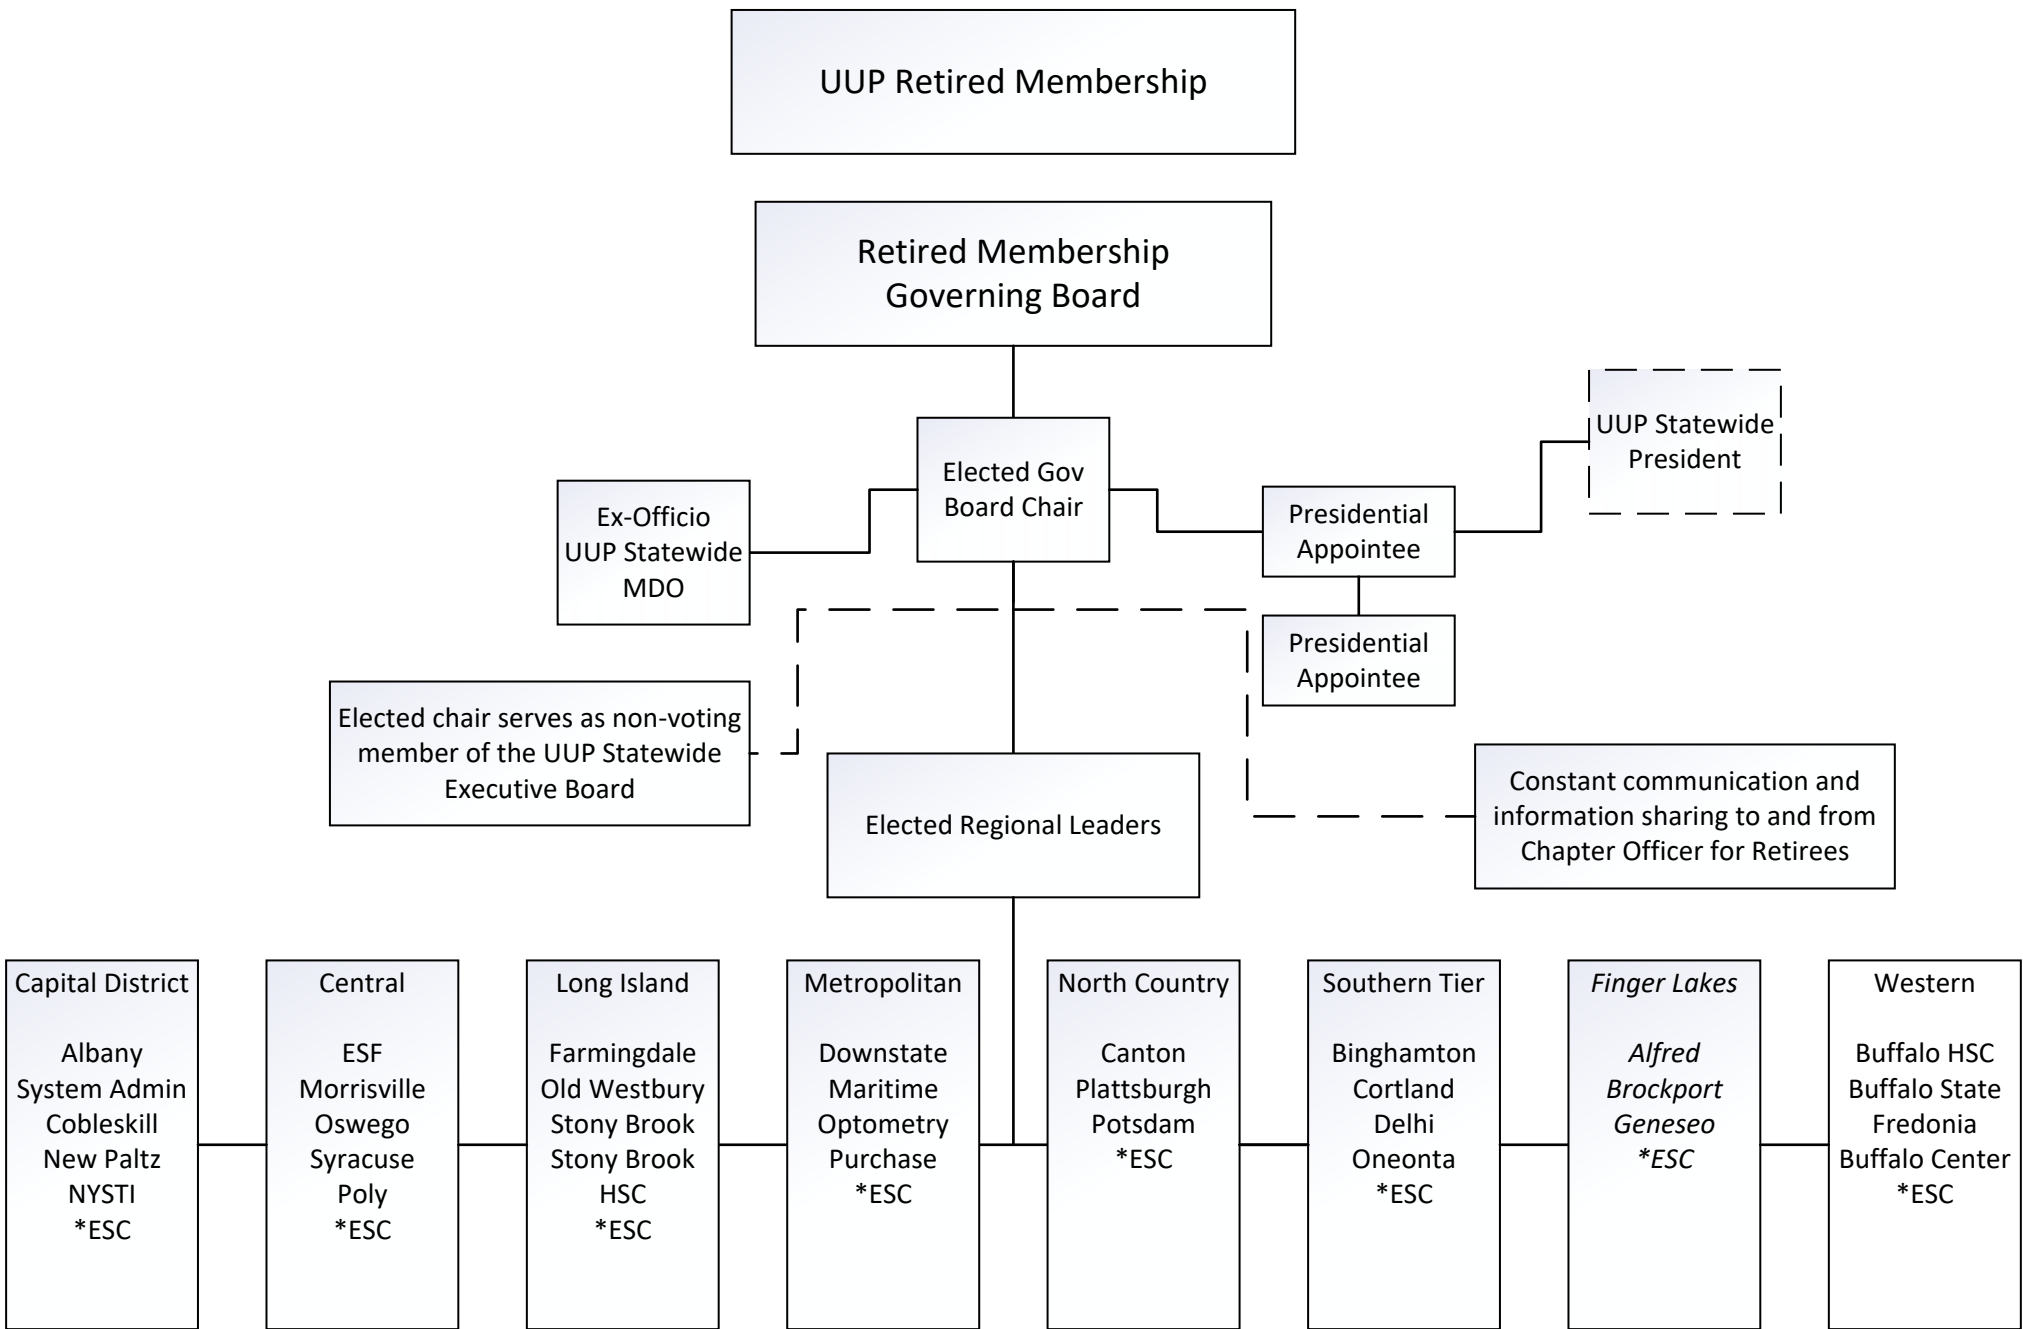 UUP Retired Membership
Retired Membership
Governing Board
UUP Statewide
President
Elected Gov
Board Chair
Ex-Officio
UUP Statewide
MDO
Presidential
Appointee
Presidential
Appointee
Elected chair serves as non-voting
member of the UUP Statewide
Executive Board
Elected Regional Leaders
Constant communication and
information sharing to and from
Chapter Officer for Retirees
Capital District
Albany
System Admin
Cobleskill
New Paltz
NYSTI
*ESC
Central
ESF
Morrisville
Oswego
Syracuse
Poly
*ESC
Long Island
Farmingdale
Old Westbury
Stony Brook
Stony Brook
HSC
*ESC
Metropolitan
Downstate
Maritime
Optometry
Purchase
*ESC
North Country
Canton
Plattsburgh
Potsdam
*ESC
Southern Tier
Binghamton
Cortland
Delhi
Oneonta
*ESC
Finger Lakes
Alfred
Brockport
Geneseo
*ESC
Western
Buffalo HSC
Buffalo State
Fredonia
Buffalo Center
*ESC